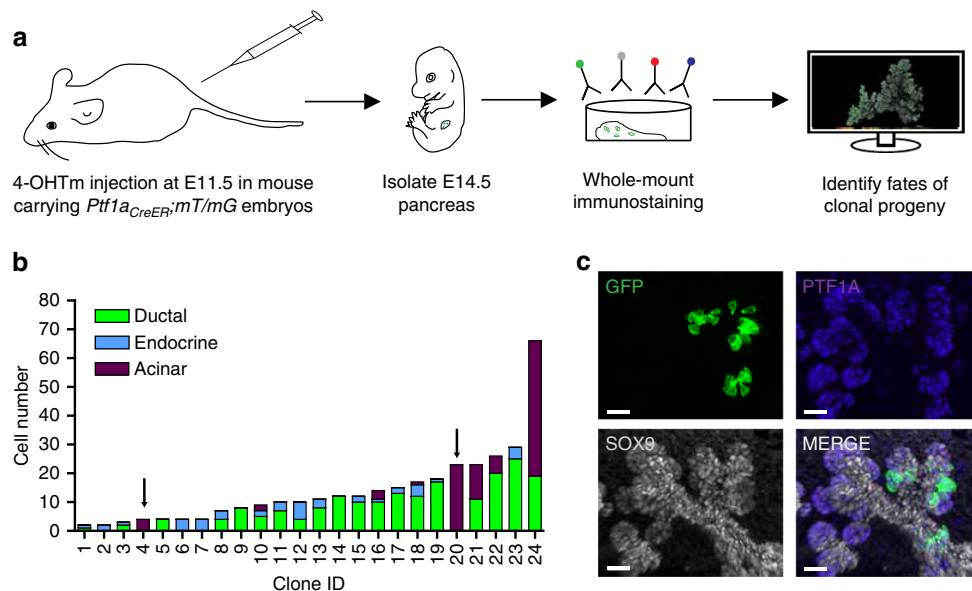 a
4-OHTm injection at E11.5 in mouse
carrying Ptf1aCreER;mT/mG embryos
Isolate E14.5
pancreas
Whole-mount
immunostaining
Identify fates of
clonal progeny
b
Cell number
80
70
60
50
40
30
20
10
0
Ductal
Endocrine
Acinar
1 2 3 4 5 6 7 8 9 10 11 12 13 14 15 16 17 18 19 20 21 22 23 24
Clone ID
c
GFP
PTF1A
SOX9
MERGE